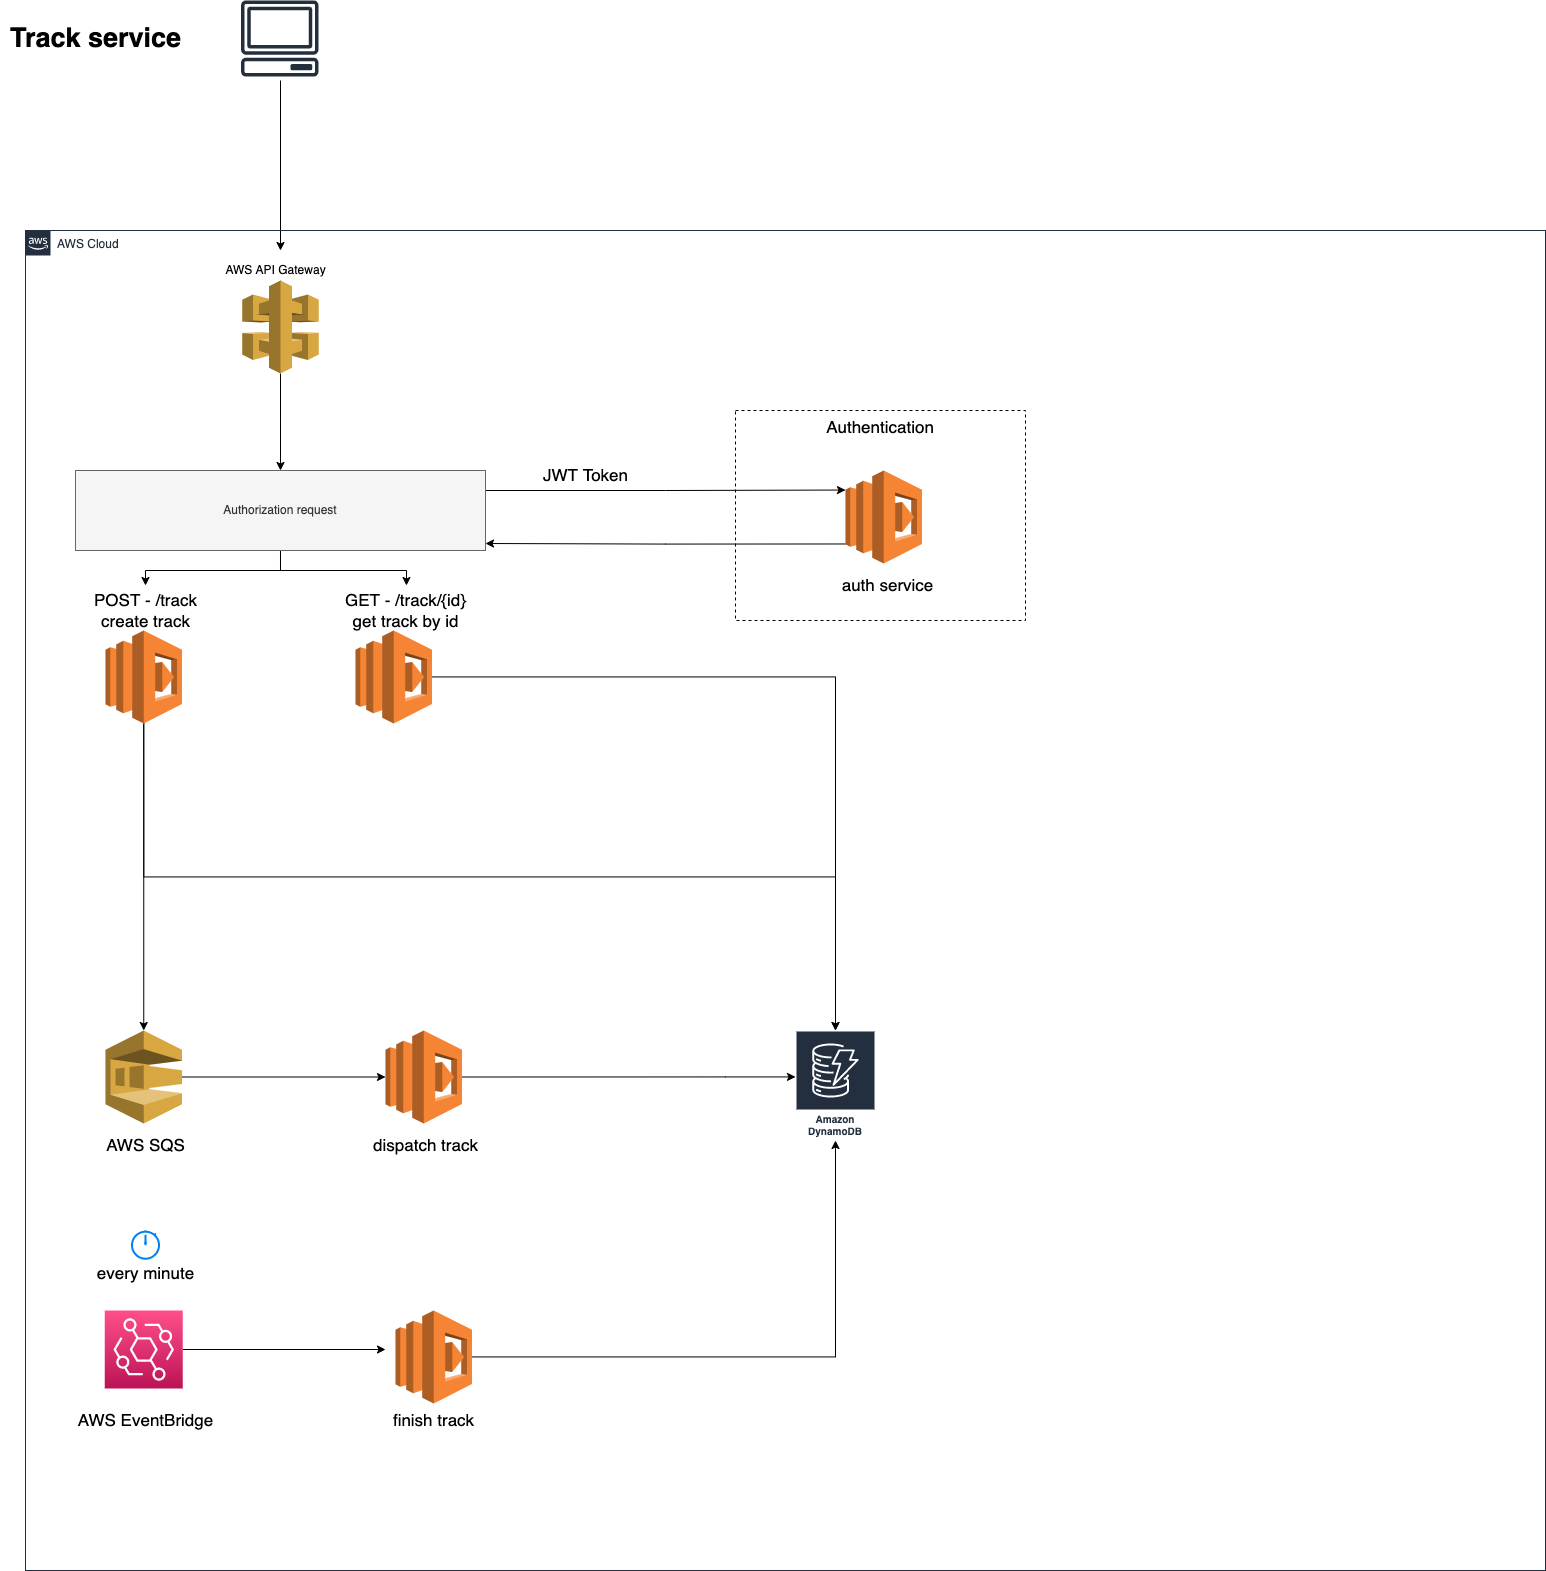 Track service
aws
AWS Cloud
AWS API Gateway
Authentication
JWT Token
Authorization request
auth service
POST - /track
create track
GET - /track/{id}
get track by id
Amazon
DynamoDB
AWS SQS
dispatch track
every minute
AWS EventBridge
finish track